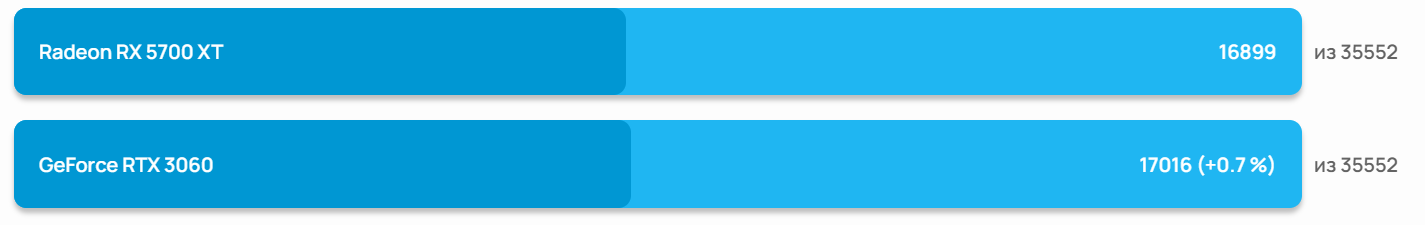 Radeon RX 5700 XT 16899 из 35552
GeForce RTX 3060 17016 (+0.7 %) из 35552